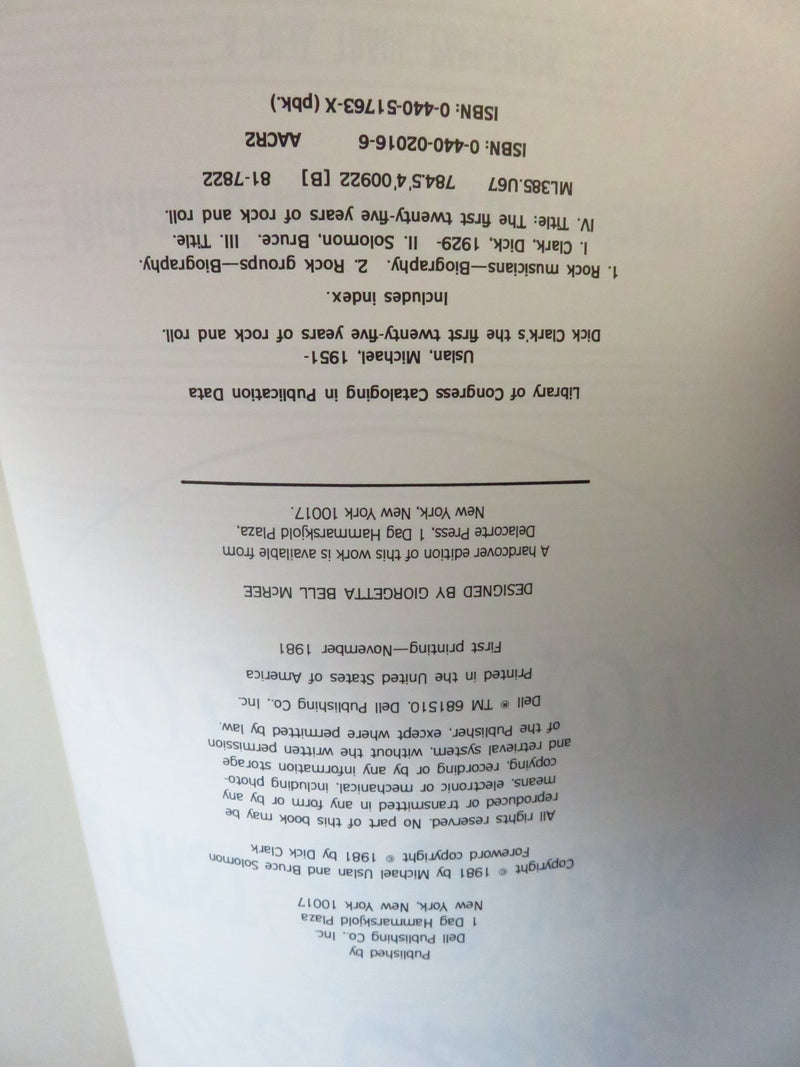 Published by
Dell Publishing Co., Inc.
1 Dag Hammarskjold Plaza
New York, New York 10017
Copyright © 1981 by Michael Uslan and Bruce Solomon
Foreword copyright © 1981 by Dick Clark
All rights reserved. No part of this book may be
reproduced or transmitted in any form or by any
means, electronic or mechanical, including photo-
copying, recording or by any information storage
and retrieval system, without the written permission
of the Publisher, except where permitted by law.
Dell ® TM 681510, Dell Publishing Co., Inc.
Printed in the United States of America
First printing—November 1981
DESIGNED BY GIORGETTA BELL McREE
A hardcover edition of this work is available from
Delacorte Press, 1 Dag Hammarskjold Plaza,
New York, New York 10017.
Library of Congress Cataloging in Publication Data
Uslan, Michael, 1951-
Dick Clark's the first twenty-five years of rock and roll.
Includes index.
1. Rock musicians—Biography. 2. Rock groups—Biography.
I. Clark, Dick, 1929- II. Solomon, Bruce. III. Title.
IV. Title: The first twenty-five years of rock and roll.
ML385.U67 784.5'4'00922 [B] 81-7822
ISBN: 0-440-02016-6 AACR2
ISBN: 0-440-51763-X (pbk.)